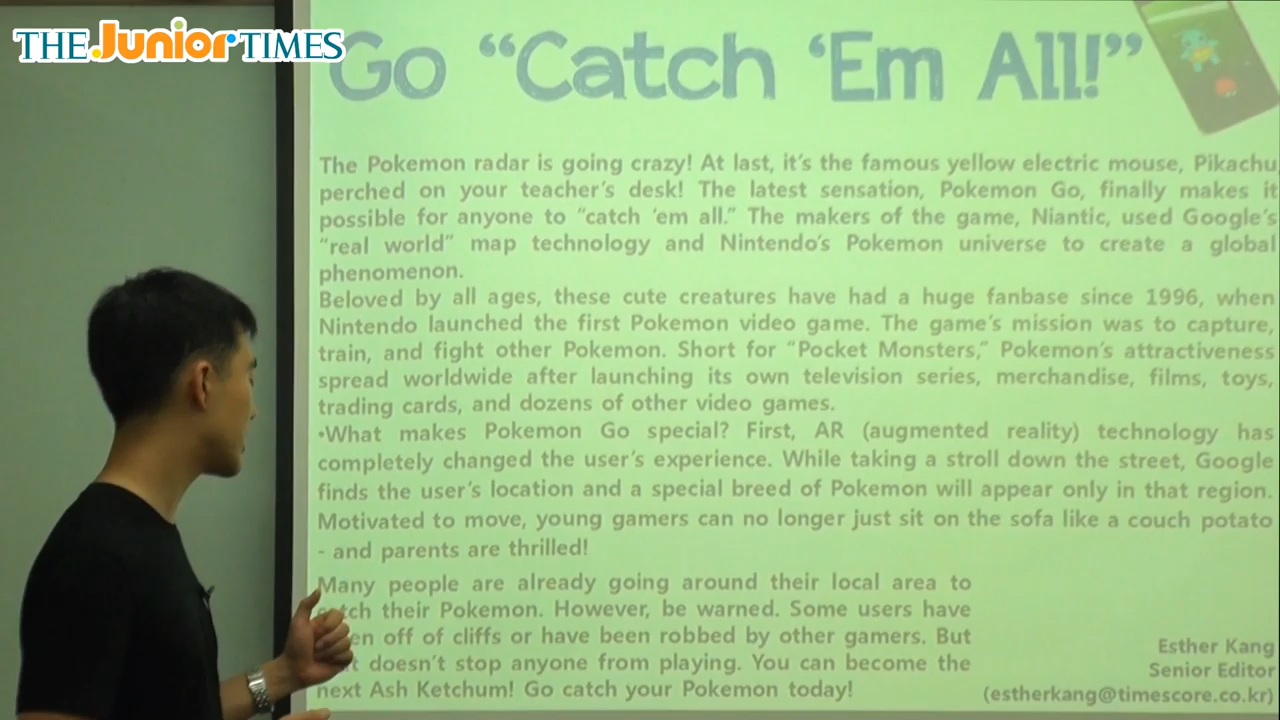 THE Junior TIMES
Go “Catch ‘Em All!”
The Pokemon radar is going crazy! At last, it’s the famous yellow electric mouse, Pikachu
perched on your teacher’s desk! The latest sensation, Pokemon Go, finally makes it
possible for anyone to “catch ‘em all.” The makers of the game, Niantic, used Google’s
“real world” map technology and Nintendo’s Pokemon universe to create a global
phenomenon.
Beloved by all ages, these cute creatures have had a huge fanbase since 1996, when
Nintendo launched the first Pokemon video game. The game’s mission was to capture,
train, and fight other Pokemon. Short for “Pocket Monsters,” Pokemon’s attractiveness
spread worldwide after launching its own television series, merchandise, films, toys,
trading cards, and dozens of other video games.
•What makes Pokemon Go special? First, AR (augmented reality) technology has
completely changed the user’s experience. While taking a stroll down the street, Google
finds the user’s location and a special breed of Pokemon will appear only in that region.
Motivated to move, young gamers can no longer just sit on the sofa like a couch potato
- and parents are thrilled!
Many people are already going around their local area to
their Pokemon. However, be warned. Some users have
off of cliffs or have been robbed by other gamers. But
doesn’t stop anyone from playing. You can become the
next Ash Ketchum! Go catch your Pokemon today!
Esther Kang
Senior Editor
(estherkang@timescore.co.kr)